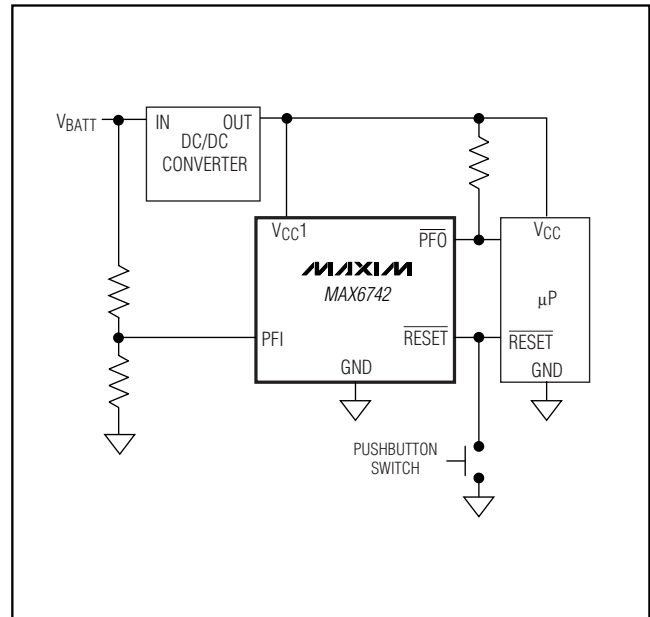 VBATT
IN OUT
DC/DC
CONVERTER
VCC1
PFO
VCC
MAXIM
MAX6742
µP
PFI
RESET
RESET
GND
GND
PUSHBUTTON
SWITCH